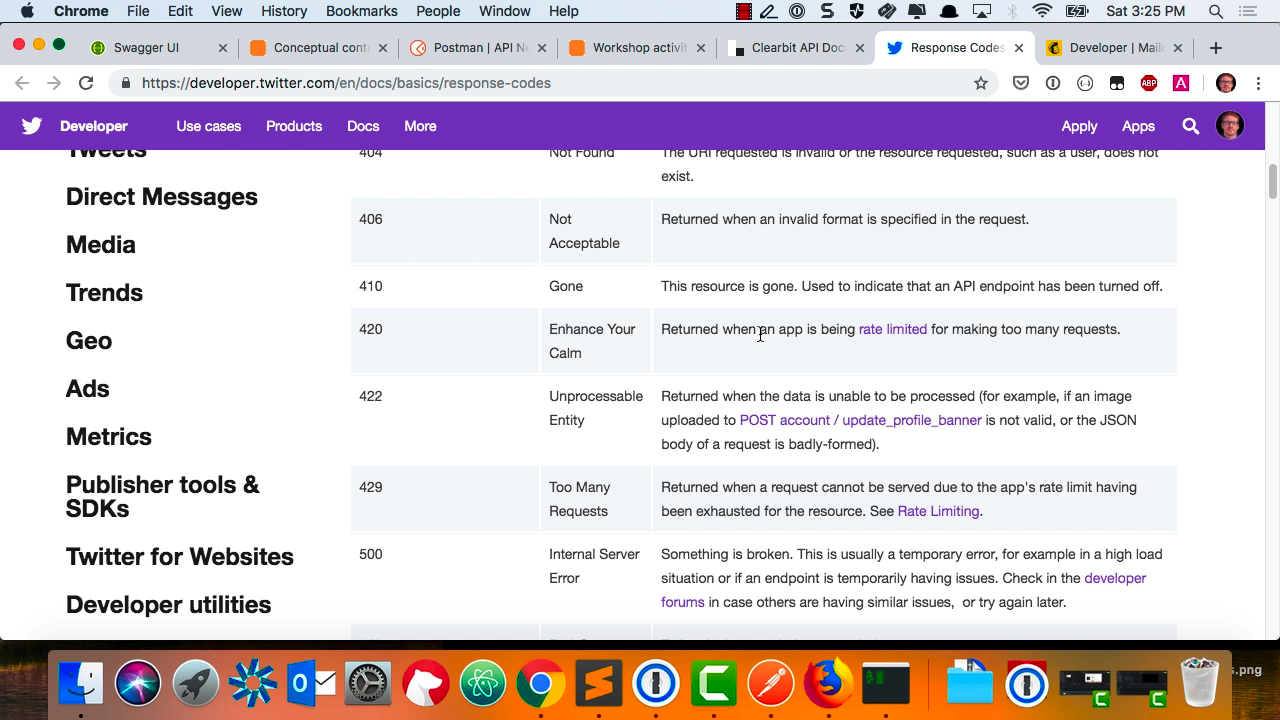 Chrome File Edit View History Bookmarks People Window Help Sat 3:25 PM
Swagger UI
Conceptual con
Postman | API N
Workshop activit
Clearbit API Doc
Response Codes
Developer | Maile
https://developer.twitter.com/en/docs/basics/response-codes
ABP
A
Developer Use cases Products Docs More Apply Apps
Tweets
Direct Messages
Media
Trends
Geo
Ads
Metrics
Publisher tools &
SDKs
Twitter for Websites
Developer utilities
404 Not Found The URI requested is invalid or the resource requested, such as a user, does not
exist.
406 Not Returned when an invalid format is specified in the request.
Acceptable
410 Gone This resource is gone. Used to indicate that an API endpoint has been turned off.
420 Enhance Your Returned when an app is being rate limited for making too many requests.
Calm
422 Unprocessable Returned when the data is unable to be processed (for example, if an image
Entity uploaded to POST account / update_profile_banner is not valid, or the JSON
body of a request is badly-formed).
429 Too Many Returned when a request cannot be served due to the app's rate limit having
Requests been exhausted for the resource. See Rate Limiting.
500 Internal Server Something is broken. This is usually a temporary error, for example in a high load
Error situation or if an endpoint is temporarily having issues. Check in the developer
forums in case others are having similar issues, or try again later.
s.png